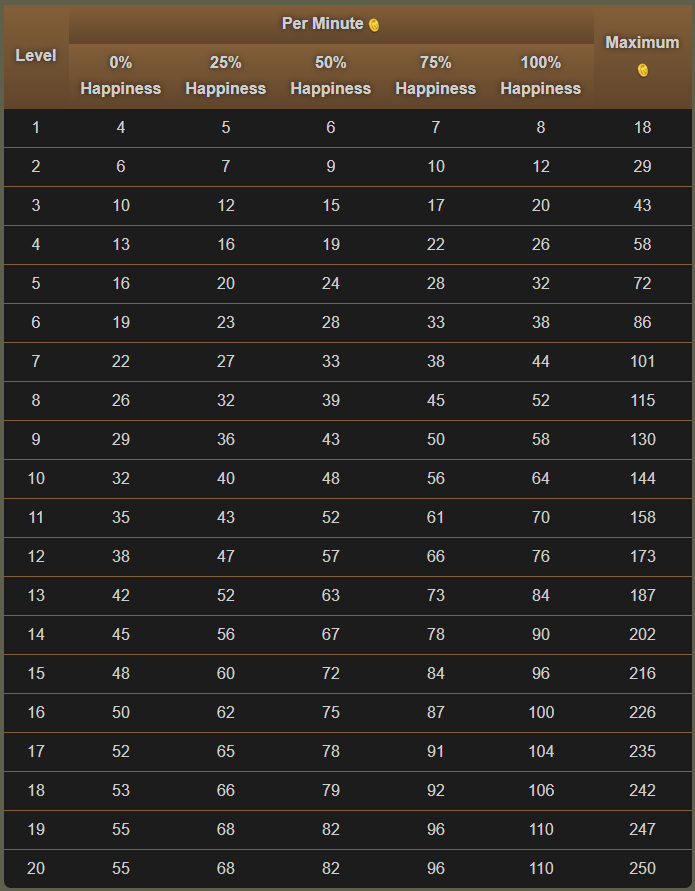 Per Minute
Level
Maximum
0% Happiness 25% Happiness 50% Happiness 75% Happiness 100% Happiness
1 4 5 6 7 8 18
2 6 7 9 10 12 29
3 10 12 15 17 20 43
4 13 16 19 22 26 58
5 16 20 24 28 32 72
6 19 23 28 33 38 86
7 22 27 33 38 44 101
8 26 32 39 45 52 115
9 29 36 43 50 58 130
10 32 40 48 56 64 144
11 35 43 52 61 70 158
12 38 47 57 66 76 173
13 42 52 63 73 84 187
14 45 56 67 78 90 202
15 48 60 72 84 96 216
16 50 62 75 87 100 226
17 52 65 78 91 104 235
18 53 66 79 92 106 242
19 55 68 82 96 110 247
20 55 68 82 96 110 250